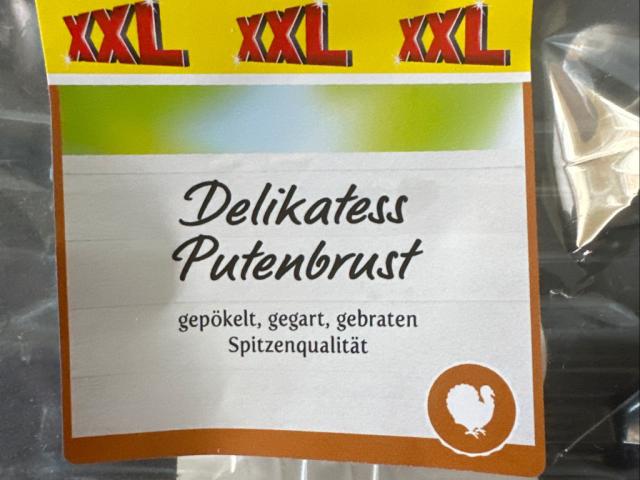 XXL XXL XXL
Delikatess
Putenbrust
gepökelt, gegart, gebraten
Spitzenqualität